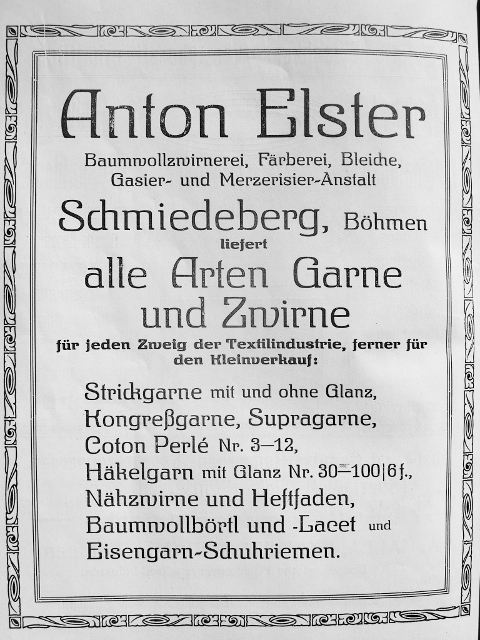 Anton Elster
Baumwollzwirnerei, Färberei, Bleiche,
Gasier- und Merzerisier-Anstalt
Schmiedeberg, Böhmen
liefert
alle Arten Garne
und Zwirne
für jeden Zweig der Textilindustrie, ferner für
den Kleinverkauf:
Strickgarne mit und ohne Glanz,
Kongreßgarne, Supragarne,
Coton Perlé Nr. 3—12,
Häkelgarn mit Glanz Nr. 30—100/6 f.,
Nähzwirne und Heftfaden,
Baumwollbörtl und -Lacet und
Eisengarn-Schuhriemen.